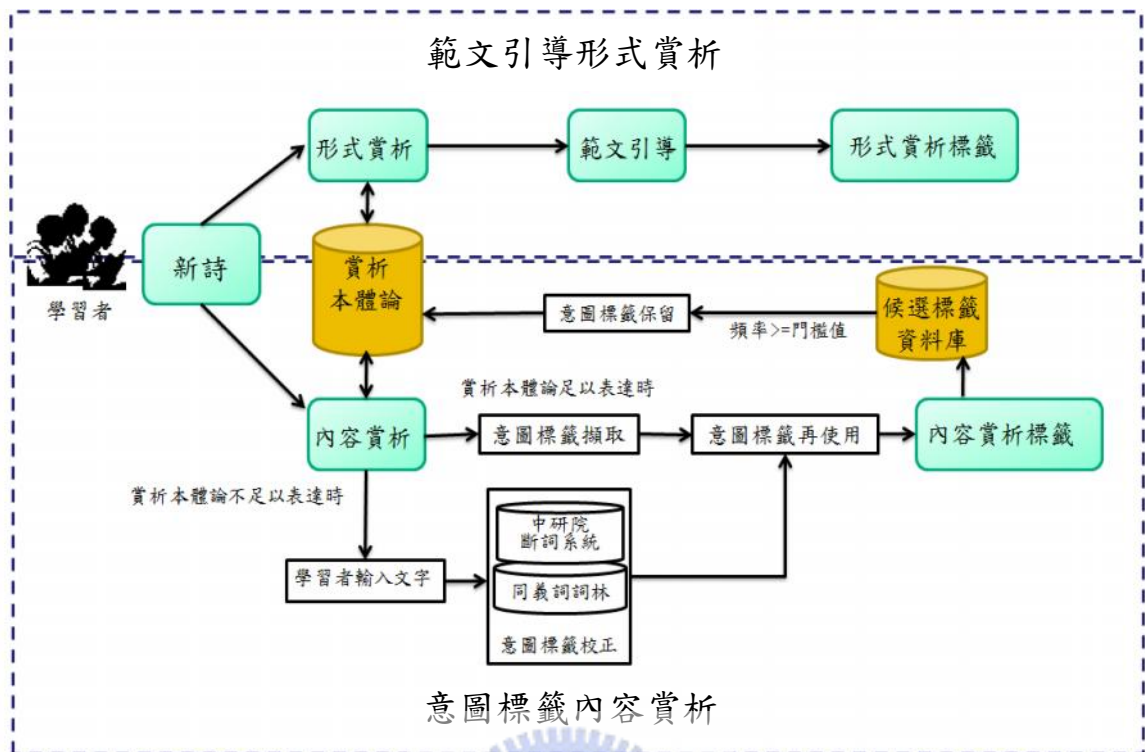 範文引導形式賞析
形式賞析
範文引導
形式賞析標籤
學習者
新詩
賞析
本體論
意圖標籤保留
頻率>=門檻值
候選標籤
資料庫
賞析本體論足以表達時
內容賞析
意圖標籤擷取
意圖標籤再使用
內容賞析標籤
賞析本體論不足以表達時
學習者輸入文字
中研院
斷詞系統
同義詞詞林
意圖標籤校正
意圖標籤內容賞析